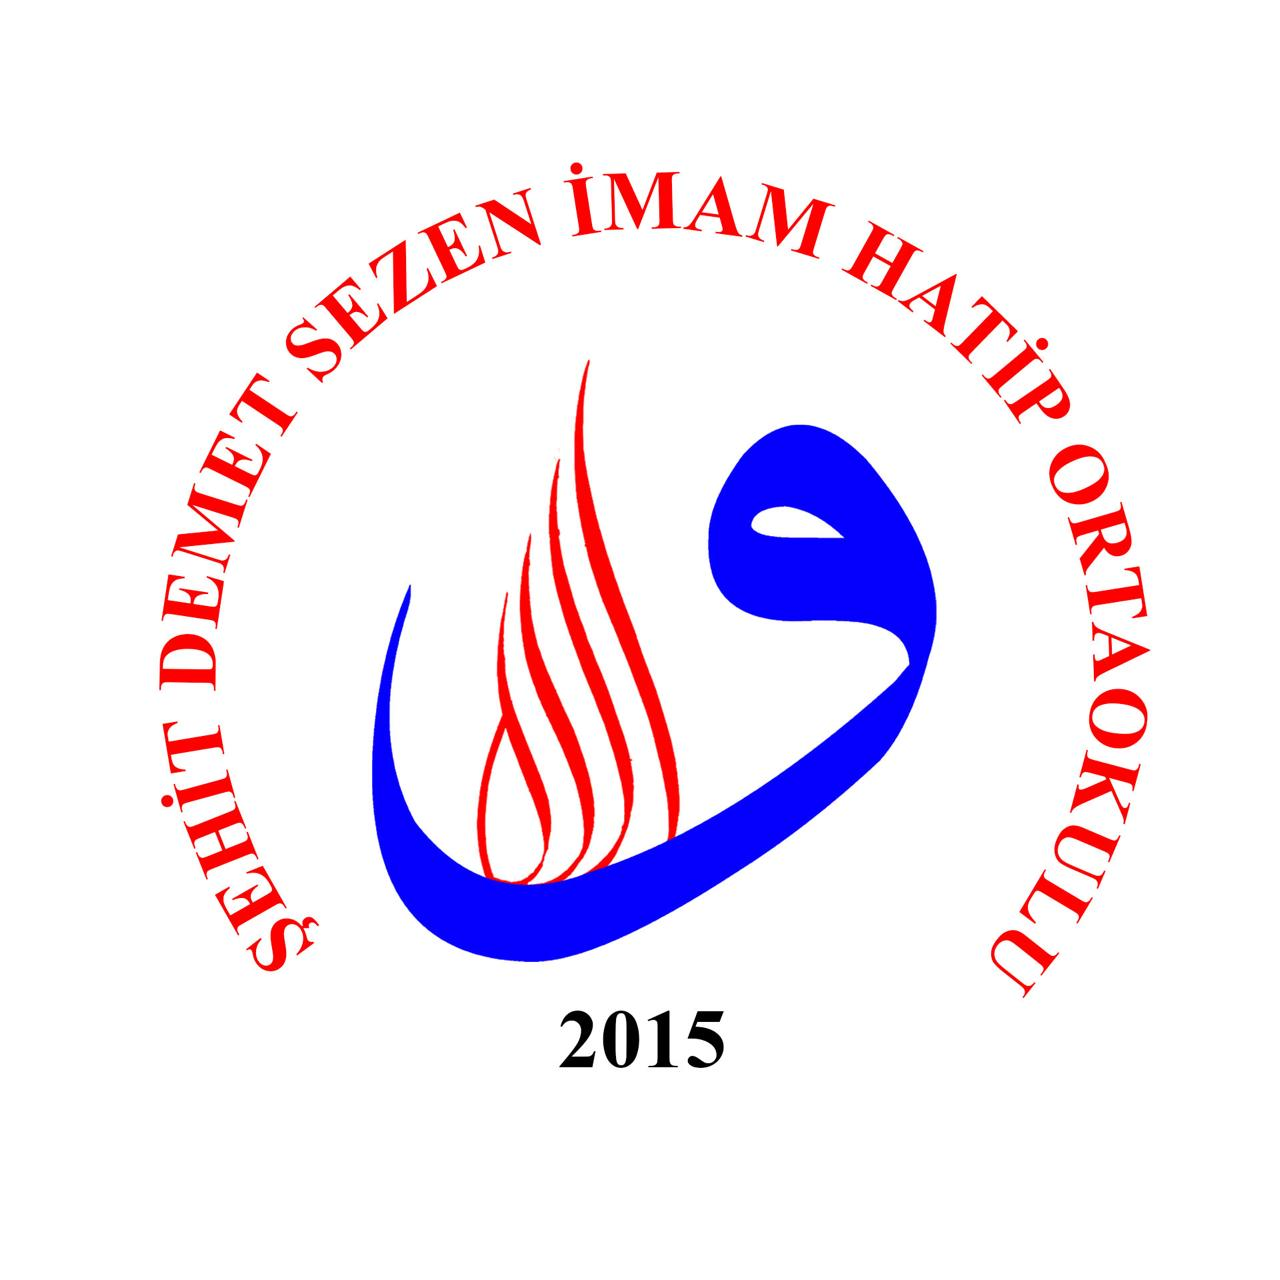 ŞEHİT DEMET SEZEN İMAM HATİP ORTAOKULU
و
2015